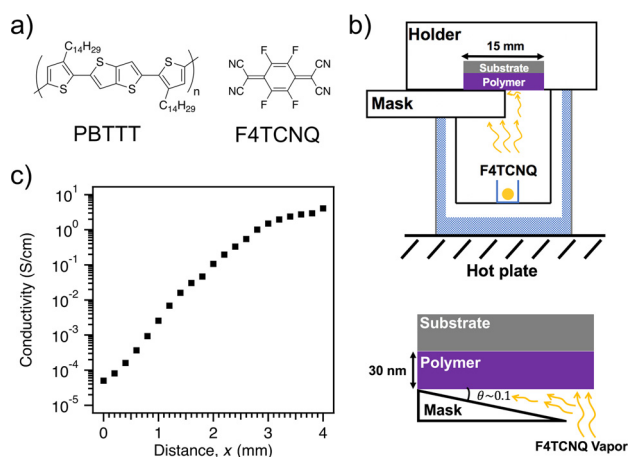 a)
C14H29
S
S
S
S
n
C14H29
PBTTT
CN
F
F
CN
NC
F
F
CN
F4TCNQ
b)
Holder
15 mm
Substrate
Polymer
Mask
F4TCNQ
Hot plate
c)
Conductivity (S/cm)
10^1
10^0
10^-1
10^-2
10^-3
10^-4
10^-5
0
1
2
3
4
Distance, x (mm)
Substrate
30 nm
Polymer
θ~0.1
Mask
F4TCNQ Vapor